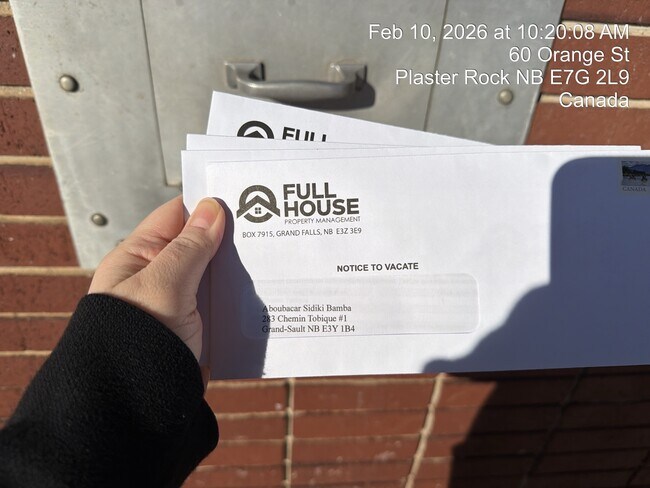 Feb 10, 2026 at 10:20:08 AM
60 Orange St
Plaster Rock NB E7G 2L9
Canada
FULL
FULL
HOUSE
PROPERTY MANAGEMENT
BOX 7915, GRAND FALLS, NB E3Z 3E9
CANADA
NOTICE TO VACATE
Aboubacar Sidiki Bamba
283 Chemin Tobique #1
Grand-Sault NB E3Y 1B4